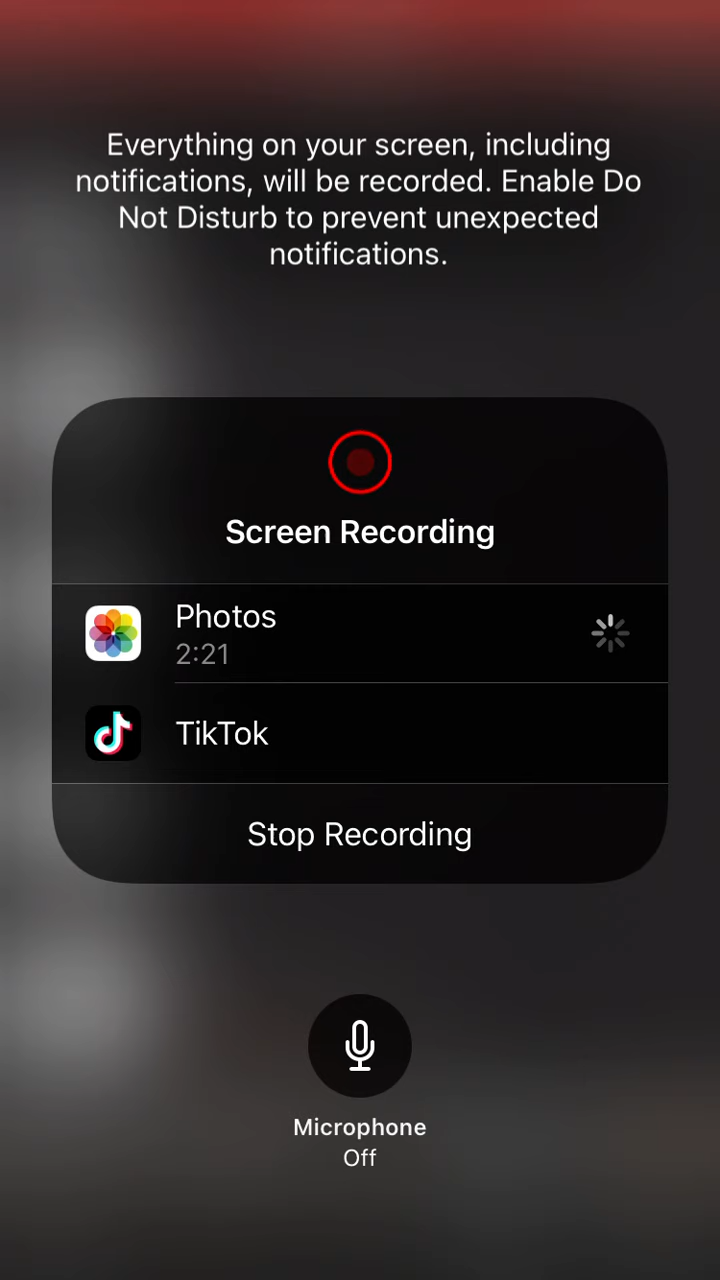 Everything on your screen, including
notifications, will be recorded. Enable Do
Not Disturb to prevent unexpected
notifications.
Screen Recording
Photos
2:21
TikTok
Stop Recording
Microphone
Off